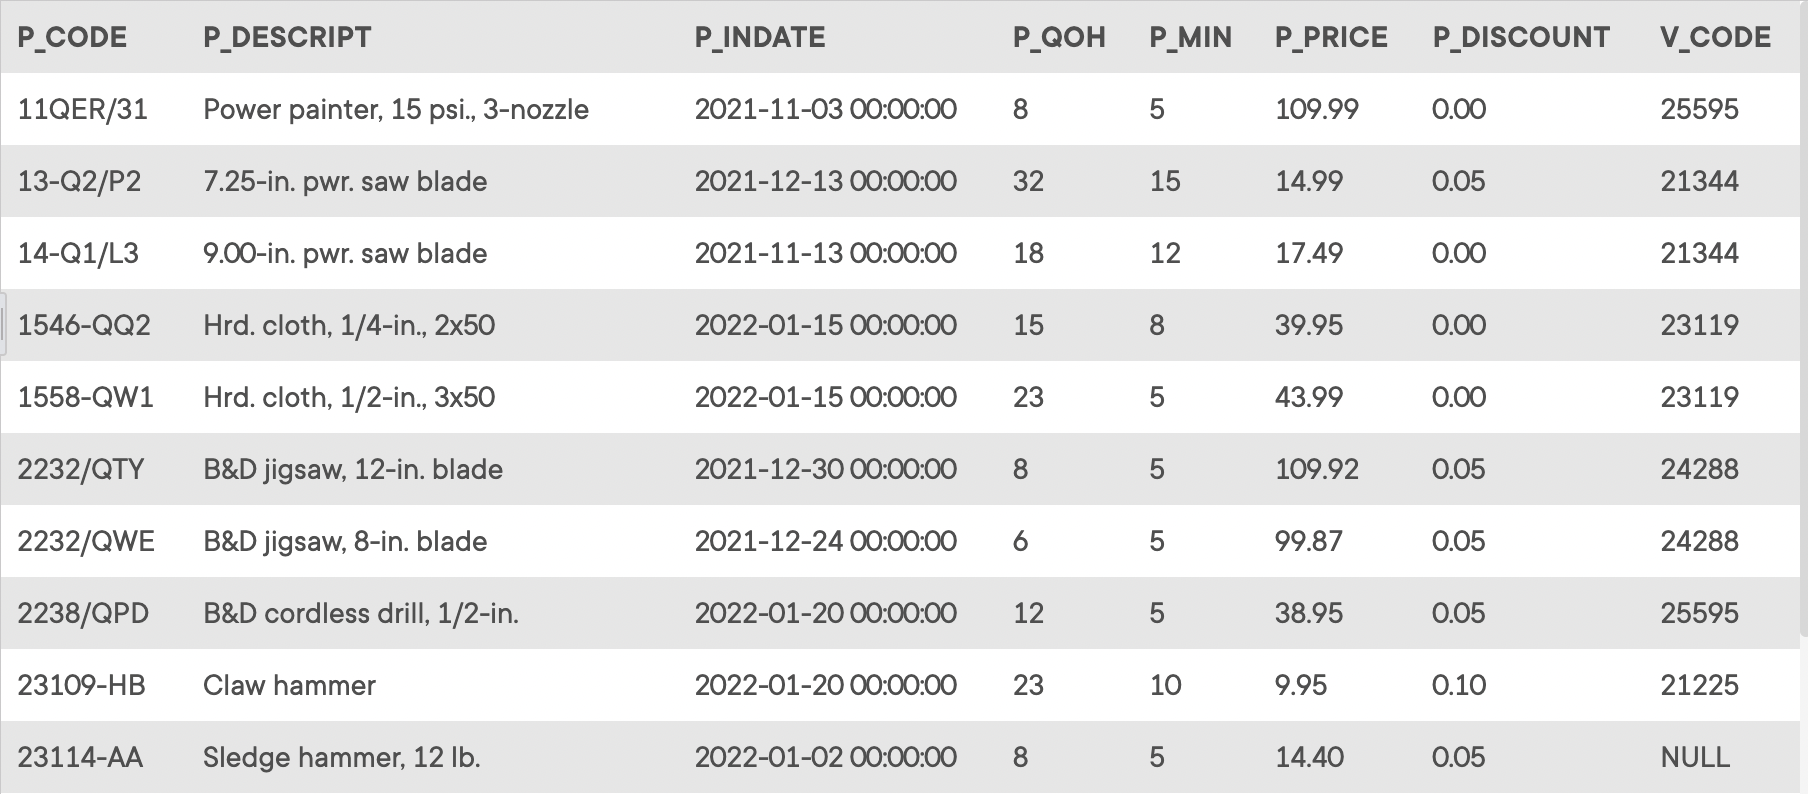 P_CODE P_DESCRIPT P_INDATE P_QOH P_MIN P_PRICE P_DISCOUNT V_CODE
11QER/31 Power painter, 15 psi., 3-nozzle 2021-11-03 00:00:00 8 5 109.99 0.00 25595
13-Q2/P2 7.25-in. pwr. saw blade 2021-12-13 00:00:00 32 15 14.99 0.05 21344
14-Q1/L3 9.00-in. pwr. saw blade 2021-11-13 00:00:00 18 12 17.49 0.00 21344
1546-QQ2 Hrd. cloth, 1/4-in., 2x50 2022-01-15 00:00:00 15 8 39.95 0.00 23119
1558-QW1 Hrd. cloth, 1/2-in., 3x50 2022-01-15 00:00:00 23 5 43.99 0.00 23119
2232/QTY B&D jigsaw, 12-in. blade 2021-12-30 00:00:00 8 5 109.92 0.05 24288
2232/QWE B&D jigsaw, 8-in. blade 2021-12-24 00:00:00 6 5 99.87 0.05 24288
2238/QPD B&D cordless drill, 1/2-in. 2022-01-20 00:00:00 12 5 38.95 0.05 25595
23109-HB Claw hammer 2022-01-20 00:00:00 23 10 9.95 0.10 21225
23114-AA Sledge hammer, 12 lb. 2022-01-02 00:00:00 8 5 14.40 0.05 NULL